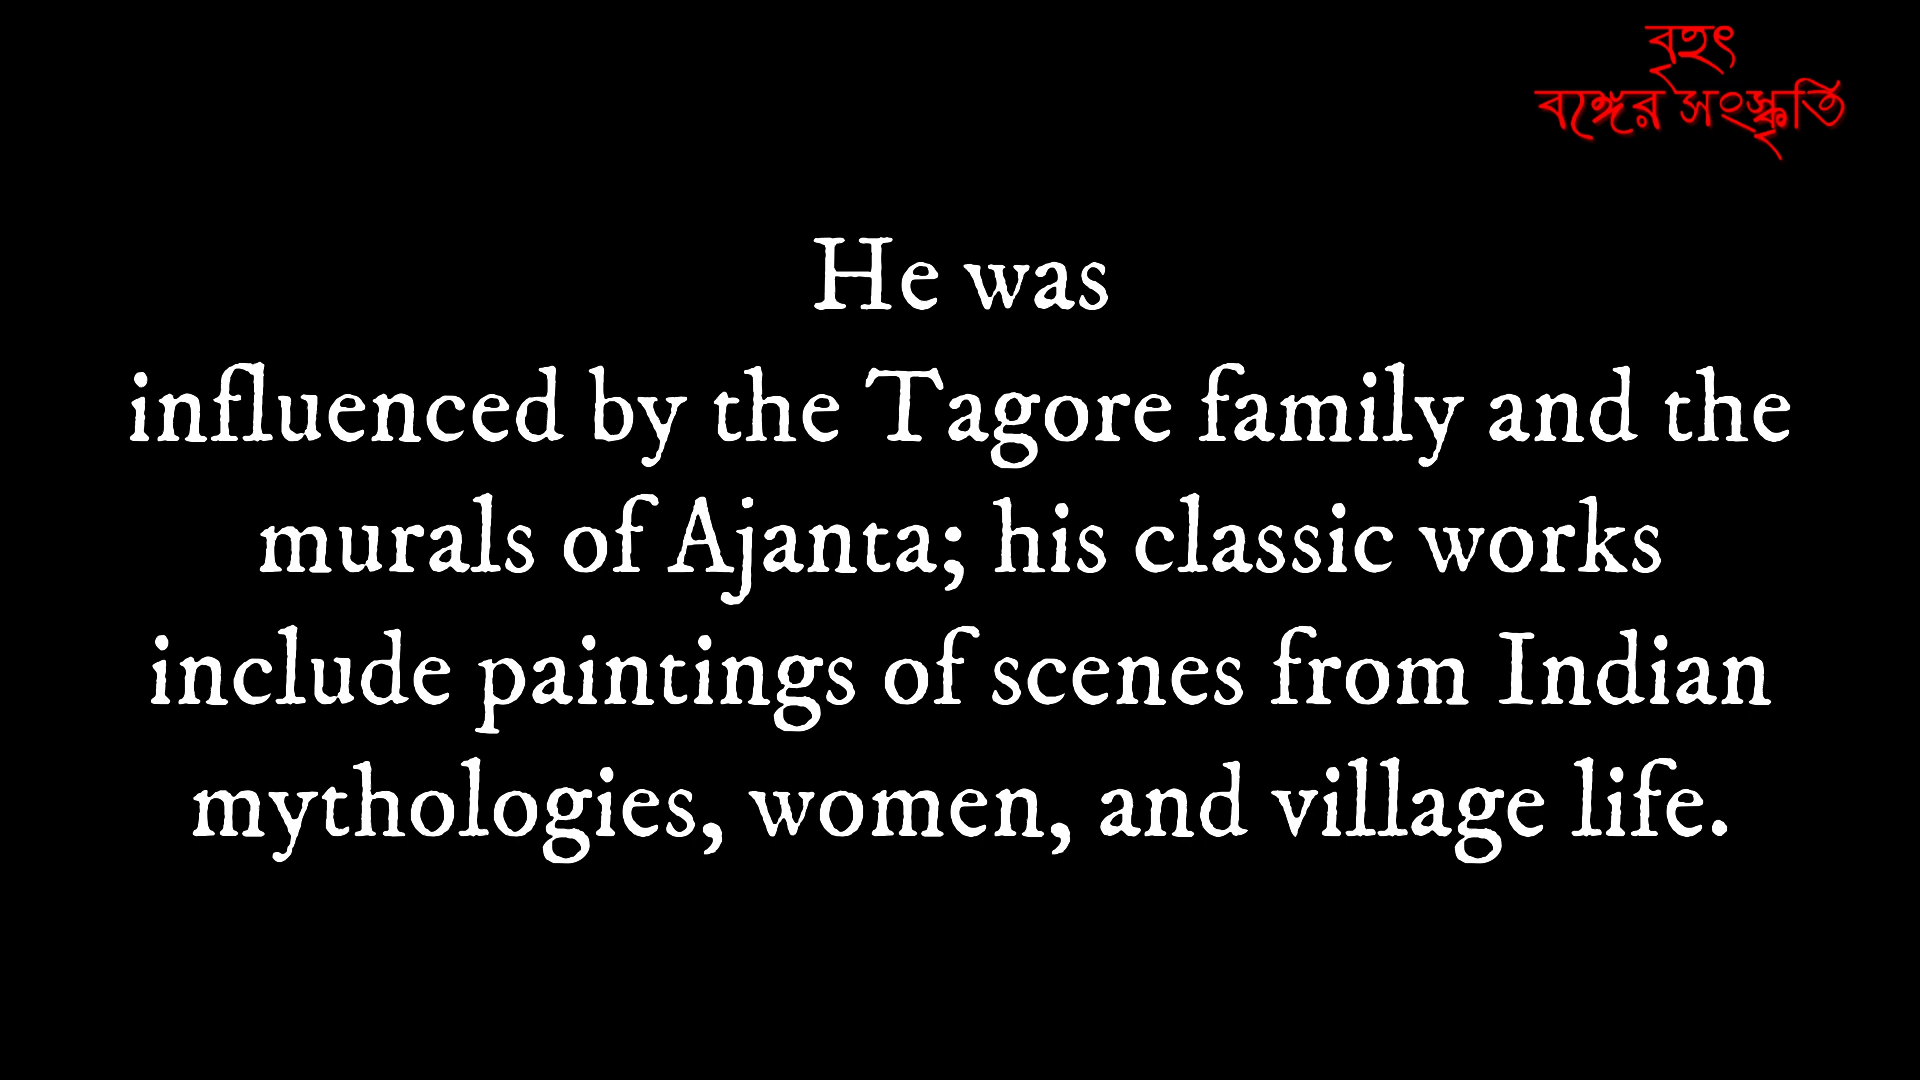 বৃহৎ
বঙ্গের সংস্কৃতি
He was
influenced by the Tagore family and the
murals of Ajanta; his classic works
include paintings of scenes from Indian
mythologies, women, and village life.